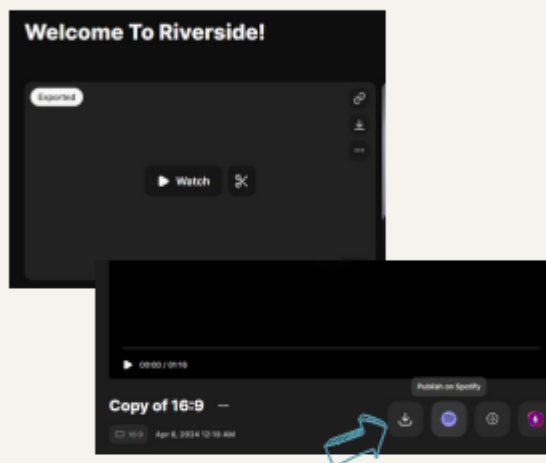 Welcome To Riverside!
Exported
Watch
00:00 / 01:16
Publish on Spotify
Copy of 16:9
16:9 Apr 8, 2024 12:19 AM